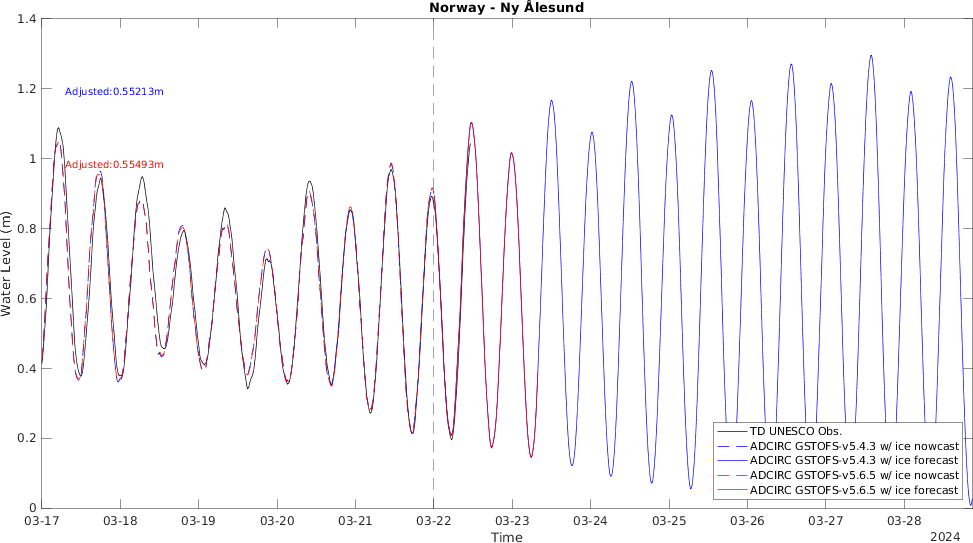 Norway - Ny Ålesund
1.4
1.2
1
0.8
0.6
0.4
0.2
0
Water Level (m)
Adjusted:0.55213m
Adjusted:0.55493m
TD UNESCO Obs.
ADCIRC GSTOFS-v5.4.3 w/ ice nowcast
ADCIRC GSTOFS-v5.4.3 w/ ice forecast
ADCIRC GSTOFS-v5.6.5 w/ ice nowcast
ADCIRC GSTOFS-v5.6.5 w/ ice forecast
03-17 03-18 03-19 03-20 03-21 03-22 03-23 03-24 03-25 03-26 03-27 03-28
Time
2024